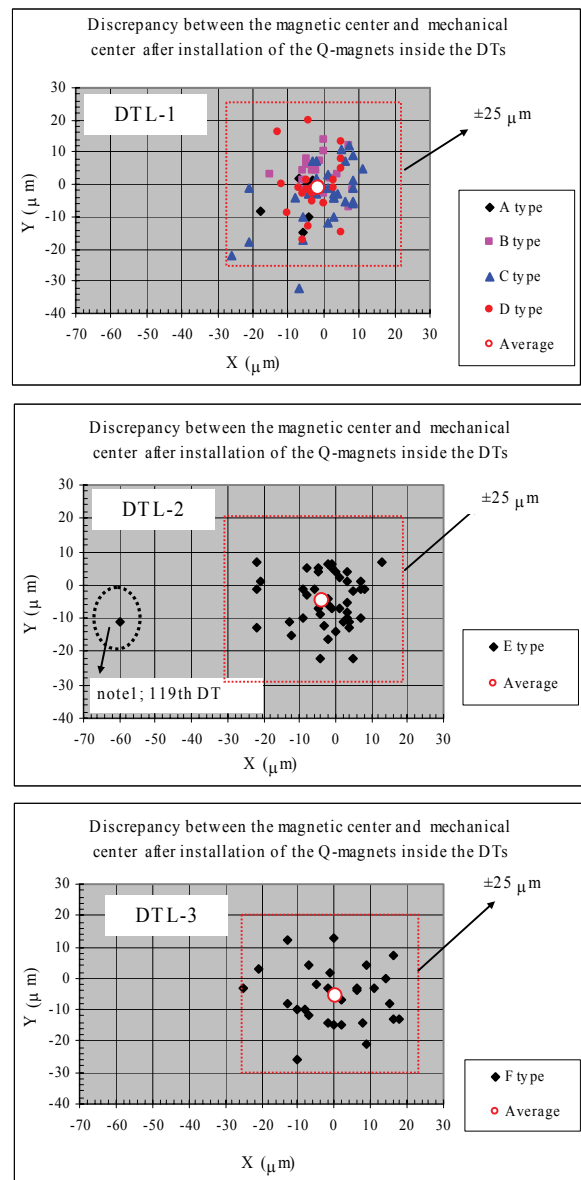 Discrepancy between the magnetic center and mechanical
center after installation of the Q-magnets inside the DTs
30
20
10
0
-10
-20
-30
-40
Y (μm)
DTL-1
±25 μm
A type
B type
C type
D type
Average
-70 -60 -50 -40 -30 -20 -10 0 10 20 30
X (μm)
Discrepancy between the magnetic center and mechanical
center after installation of the Q-magnets inside the DTs
30
20
10
0
-10
-20
-30
-40
Y (μm)
DTL-2
±25 μm
note1; 119th DT
E type
Average
-70 -60 -50 -40 -30 -20 -10 0 10 20 30
X (μm)
Discrepancy between the magnetic center and mechanical
center after installation of the Q-magnets inside the DTs
30
20
10
0
-10
-20
-30
-40
Y (μm)
DTL-3
±25 μm
F type
Average
-70 -60 -50 -40 -30 -20 -10 0 10 20 30
X (μm)